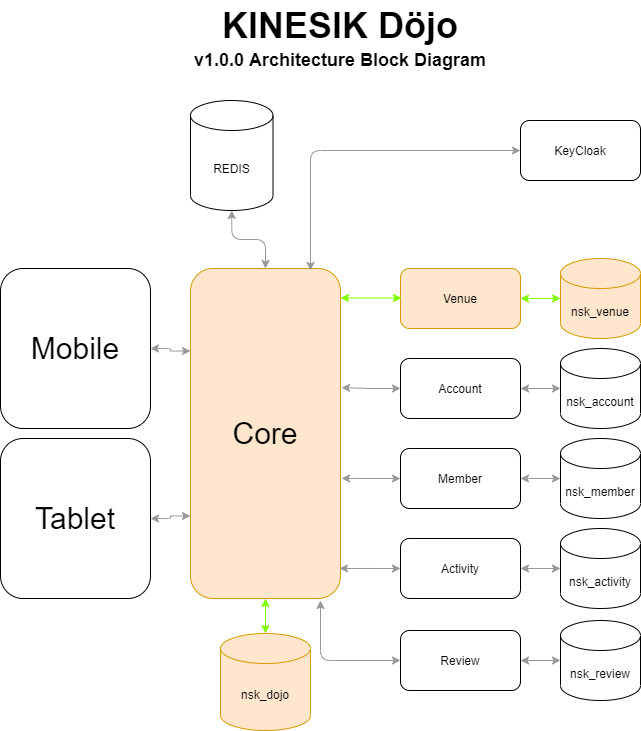 KINESIK Döjo
v1.0.0 Architecture Block Diagram
REDIS
KeyCloak
Mobile
Tablet
Core
Venue
nsk_venue
Account
nsk_account
Member
nsk_member
Activity
nsk_activity
Review
nsk_review
nsk_dojo